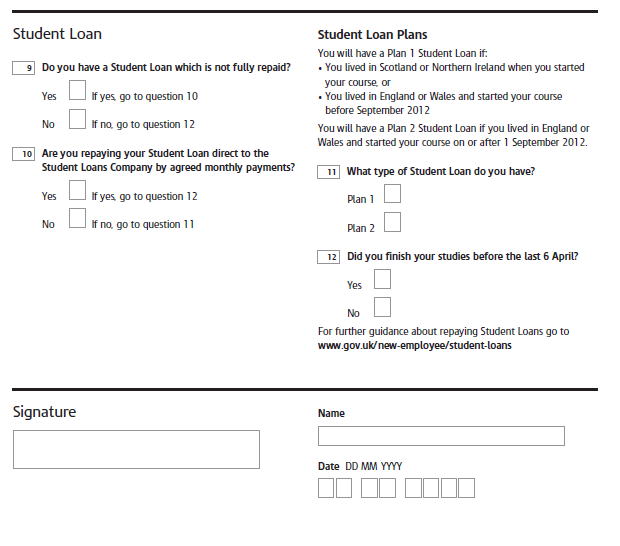 Student Loan
9 Do you have a Student Loan which is not fully repaid?
Yes If yes, go to question 10
No If no, go to question 12
10 Are you repaying your Student Loan direct to the
Student Loans Company by agreed monthly payments?
Yes If yes, go to question 12
No If no, go to question 11
Student Loan Plans
You will have a Plan 1 Student Loan if:
• You lived in Scotland or Northern Ireland when you started
your course, or
• You lived in England or Wales and started your course
before September 2012
You will have a Plan 2 Student Loan if you lived in England or
Wales and started your course on or after 1 September 2012.
11 What type of Student Loan do you have?
Plan 1
Plan 2
12 Did you finish your studies before the last 6 April?
Yes
No
For further guidance about repaying Student Loans go to
www.gov.uk/new-employee/student-loans
Signature
Name
Date DD MM YYYY